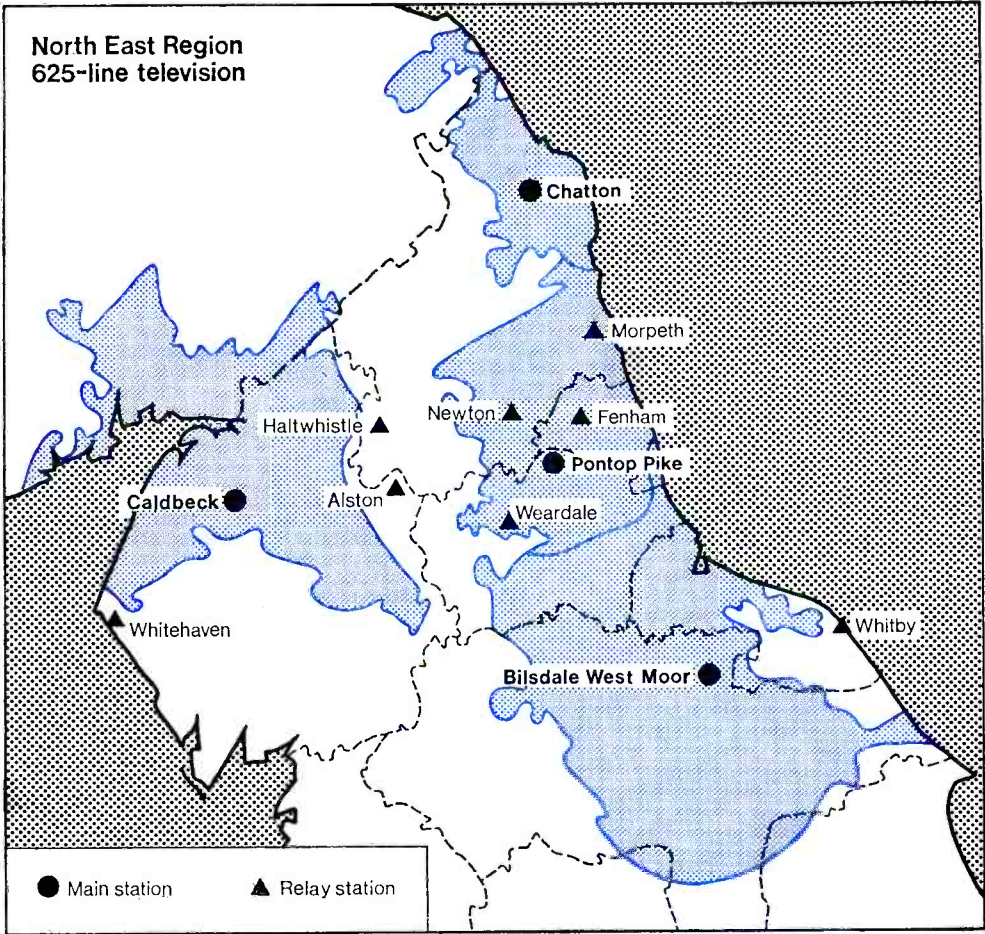 North East Region
625-line television
Chatton
Morpeth
Newton
Fenham
Haltwhistle
Pontop Pike
Alston
Caldbeck
Weardale
Whitehaven
Whitby
Bilsdale West Moor
Main station
Relay station